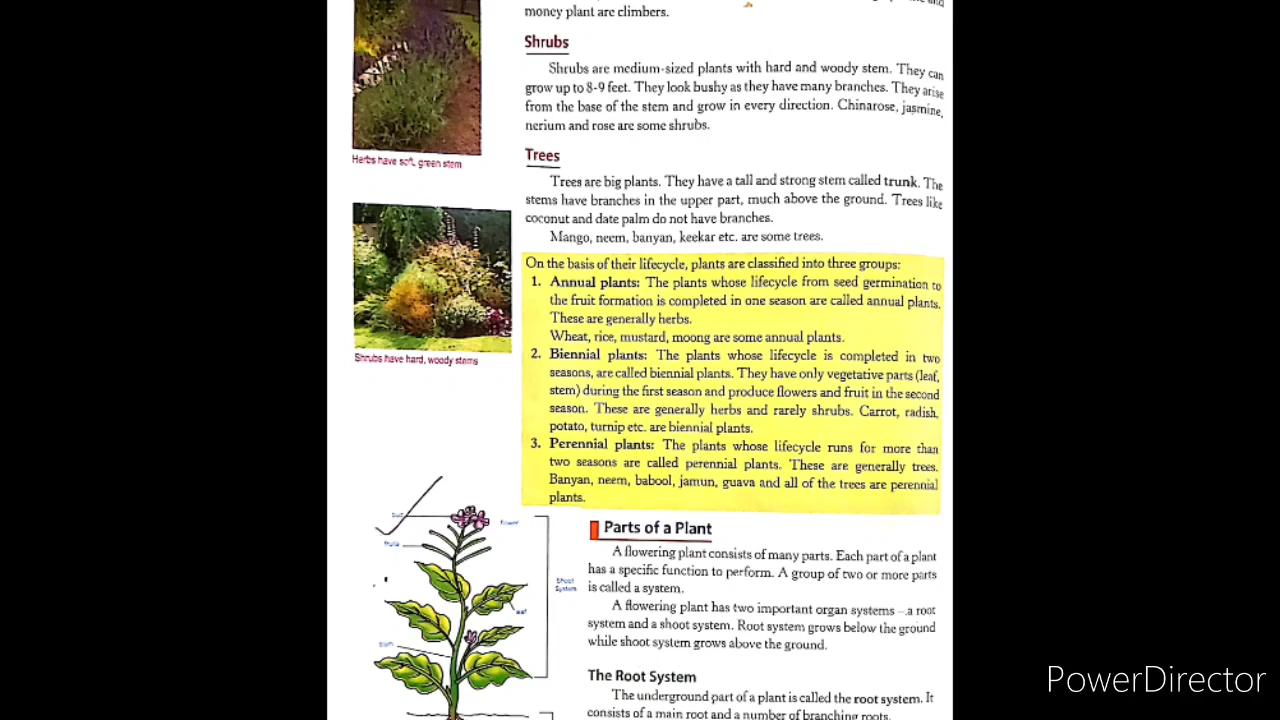 money plant are climbers.
Shrubs
Shrubs are medium-sized plants with hard and woody stem. They can
grow up to 8-9 feet. They look bushy as they have many branches. They arise
from the base of the stem and grow in every direction. Chinarose, jasmine,
nerium and rose are some shrubs.
Herbs have soft, green stem
Trees
Trees are big plants. They have a tall and strong stem called trunk. The
stems have branches in the upper part, much above the ground. Trees like
coconut and date palm do not have branches.
Mango, neem, banyan, keekar etc. are some trees.
Shrubs have hard, woody stems
On the basis of their lifecycle, plants are classified into three groups:
1. Annual plants: The plants whose lifecycle from seed germination to
the fruit formation is completed in one season are called annual plants.
These are generally herbs.
Wheat, rice, mustard, moong are some annual plants.
2. Biennial plants: The plants whose lifecycle is completed in two
seasons, are called biennial plants. They have only vegetative parts (leaf,
stem) during the first season and produce flowers and fruit in the second
season. These are generally herbs and rarely shrubs. Carrot, radish,
potato, turnip etc. are biennial plants.
3. Perennial plants: The plants whose lifecycle runs for more than
two seasons are called perennial plants. These are generally trees.
Banyan, neem, babool, jamun, guava and all of the trees are perennial
plants.
Flower
Shoot
System
Leaf
Stem
Parts of a Plant
A flowering plant consists of many parts. Each part of a plant
has a specific function to perform. A group of two or more parts
is called a system.
A flowering plant has two important organ systems – a root
system and a shoot system. Root system grows below the ground
while shoot system grows above the ground.
The Root System
The underground part of a plant is called the root system. It
consists of a main root and a number of branching roots.
PowerDirector